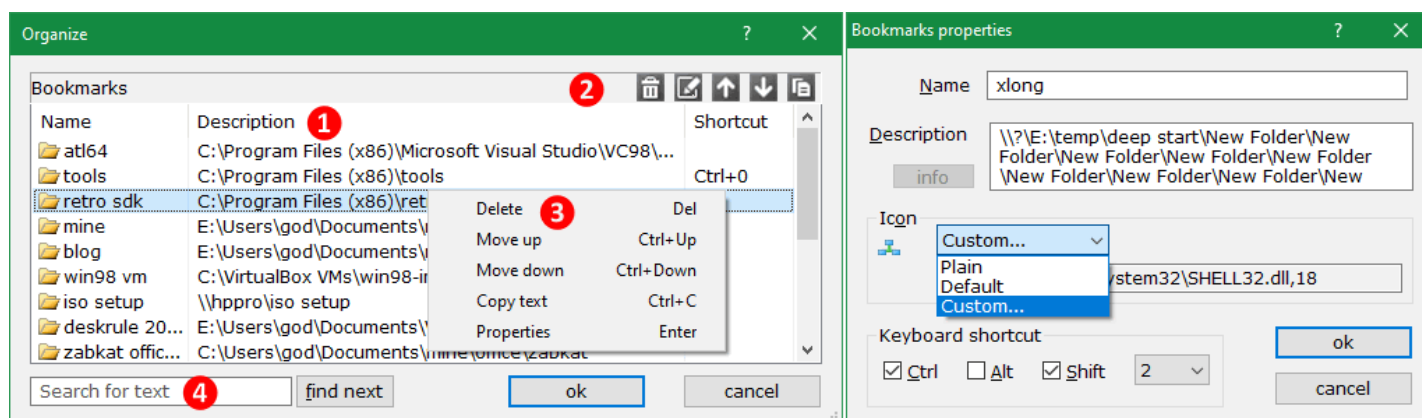 Organize ? ×
Bookmarks 2
Name Description 1 Shortcut
atl64 C:\Program Files (x86)\Microsoft Visual Studio\VC98\...
tools C:\Program Files (x86)\tools Ctrl+0
retro sdk C:\Program Files (x86)\ret
mine E:\Users\god\Documents\
blog E:\Users\god\Documents\
win98 vm C:\VirtualBox VMs\win98-i
iso setup \\hppro\iso setup
deskrule 20... E:\Users\god\Documents\
zabkat offic... C:\Users\god\Documents\mine\office\zabkat
Delete 3 Del
Move up Ctrl+Up
Move down Ctrl+Down
Copy text Ctrl+C
Properties Enter
Search for text 4 find next ok cancel
Bookmarks properties ? ×
Name xlong
Description \\?\E:\temp\deep start\New Folder\New
Folder\New Folder\New Folder\New Folder
\New Folder\New Folder\New Folder\New
info
Icon
Custom...
Plain
Default
Custom...
ystem32\SHELL32.dll,18
Keyboard shortcut
Ctrl Alt Shift 2
ok
cancel